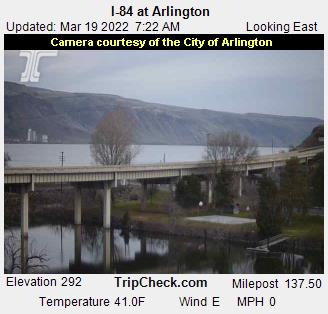 I-84 at Arlington
Updated: Mar 19 2022 7:22 AM Looking East
Camera courtesy of the City of Arlington
Elevation 292 TripCheck.com Milepost 137.50
Temperature 41.0F Wind E MPH 0